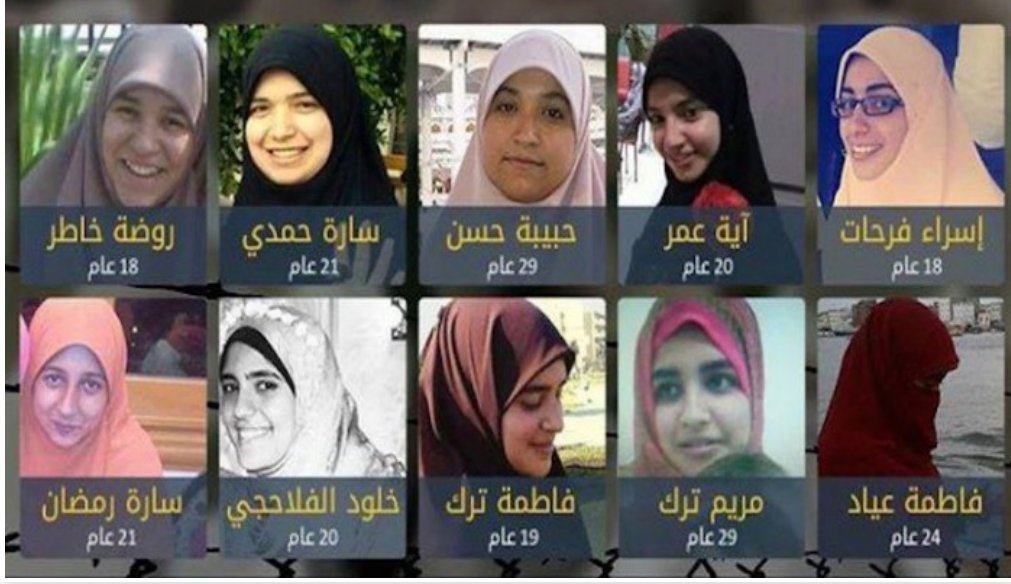 إسراء فرحات
18 عام
آية عمر
20 عام
حبيبة حسن
29 عام
سارة حمدي
21 عام
روضة خاطر
18 عام
فاطمة عياد
24 عام
مريم ترك
29 عام
فاطمة ترك
19 عام
خلود الفلاحجي
20 عام
سارة رمضان
21 عام